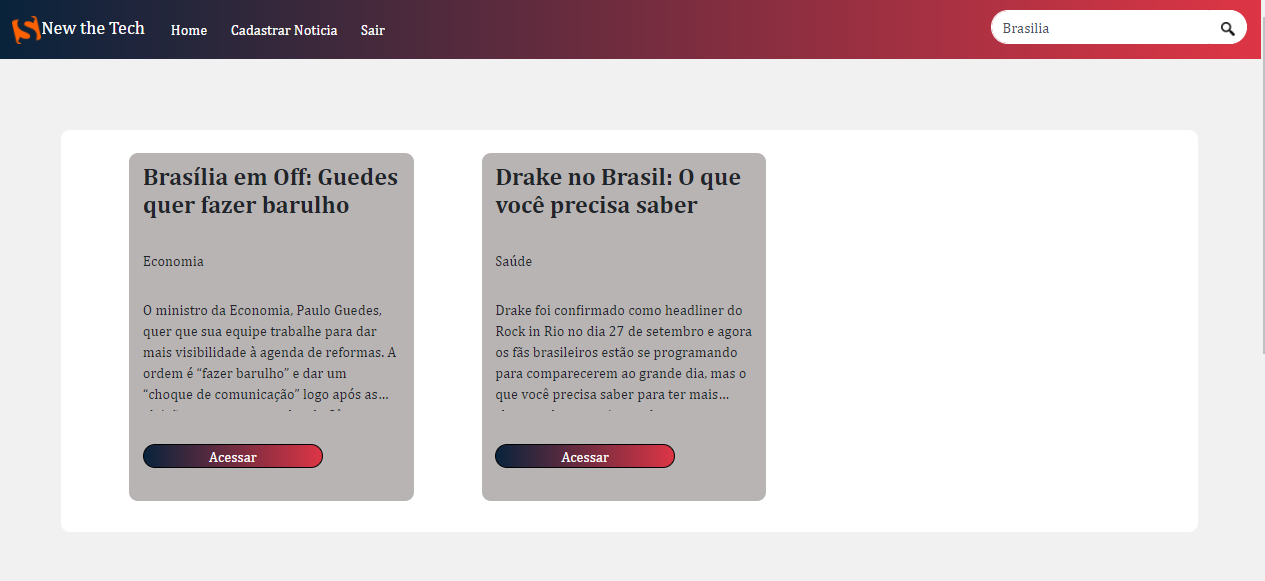 New the Tech
Home
Cadastrar Noticia
Sair
Brasilia
Brasília em Off: Guedes
quer fazer barulho
Economia
O ministro da Economia, Paulo Guedes,
quer que sua equipe trabalhe para dar
mais visibilidade à agenda de reformas. A
ordem é “fazer barulho” e dar um
“choque de comunicação” logo após as…
Acessar
Drake no Brasil: O que
você precisa saber
Saúde
Drake foi confirmado como headliner do
Rock in Rio no dia 27 de setembro e agora
os fãs brasileiros estão se programando
para comparecerem ao grande dia, mas o
que você precisa saber para ter mais…
Acessar